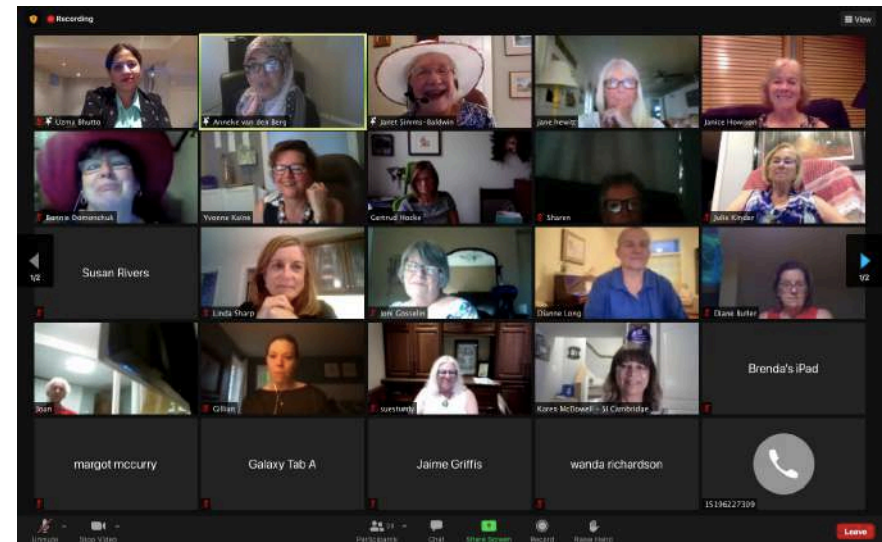 Recording
View
Uzma Bhutto
Anneke van den Berg
Janet Simms-Baldwin
jane hewitt
Janice Howison
Bonnie Domenchuk
Yvonne Kaine
Gertrud Hocke
Sharen
Julie Kinder
1/2
Susan Rivers
Linda Sharp
Joni Gosselin
Dianne Long
Diane Butler
1/2
Joan
Gillian
suesturdy
Karen McDowell - SI Cambridge
Brenda's iPad
margot mccurry
Galaxy Tab A
Jaime Griffis
wanda richardson
15196227309
Unmute
Stop Video
Participants
Chat
Share Screen
Record
Raise Hand
Leave